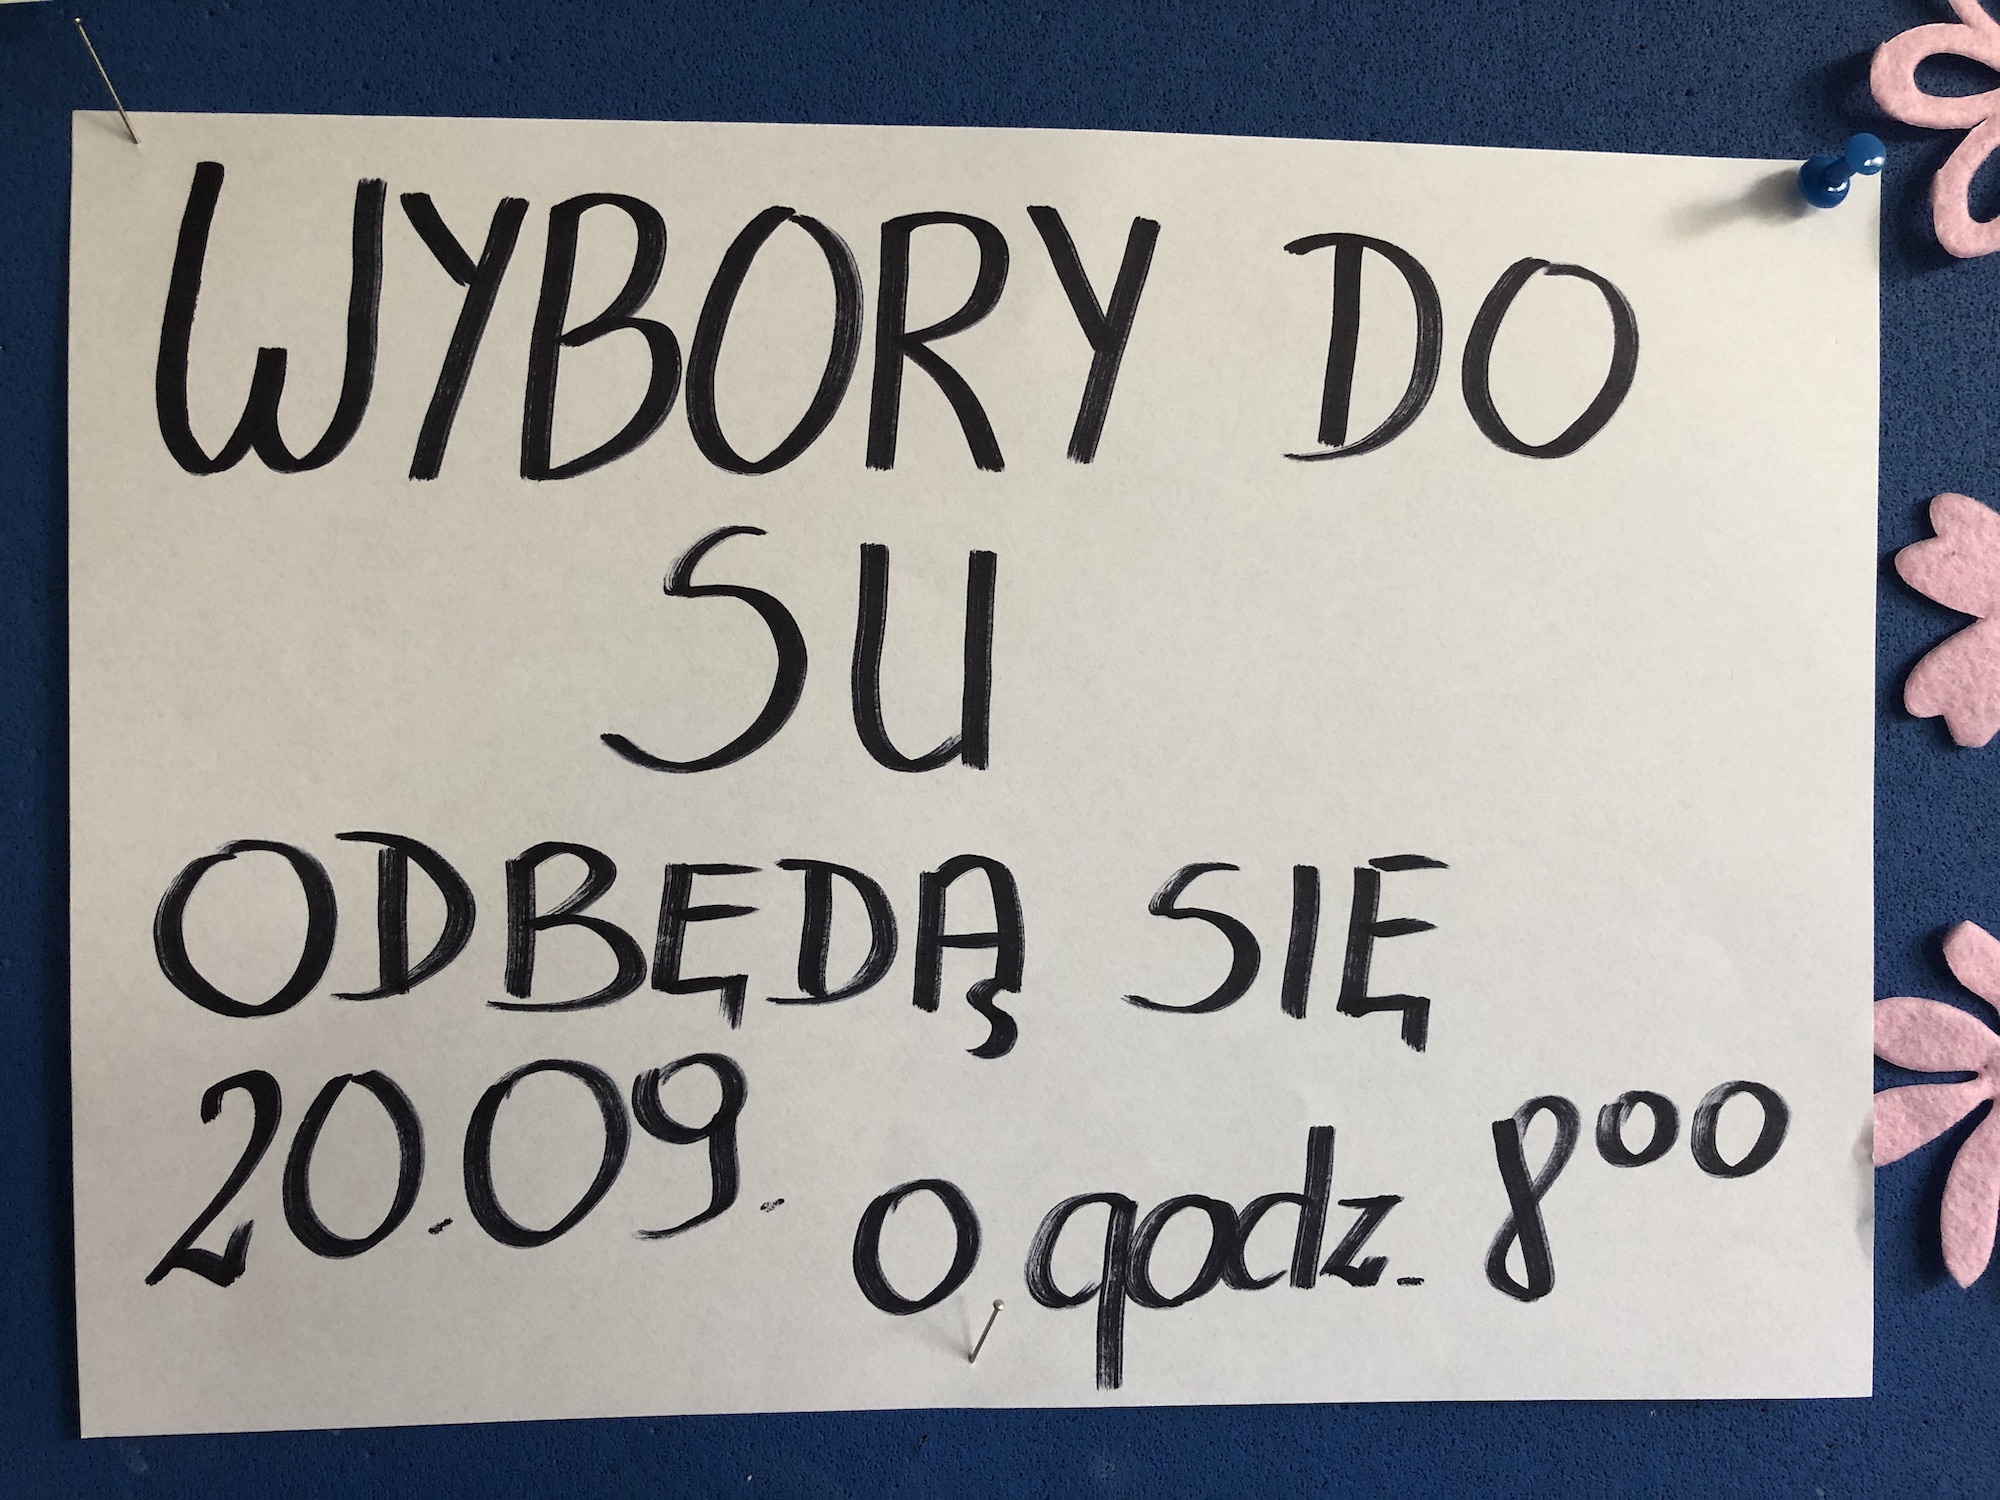 WYBORY DO
SU
ODBĘDĄ SIĘ
20.09. O godz. 8⁰⁰